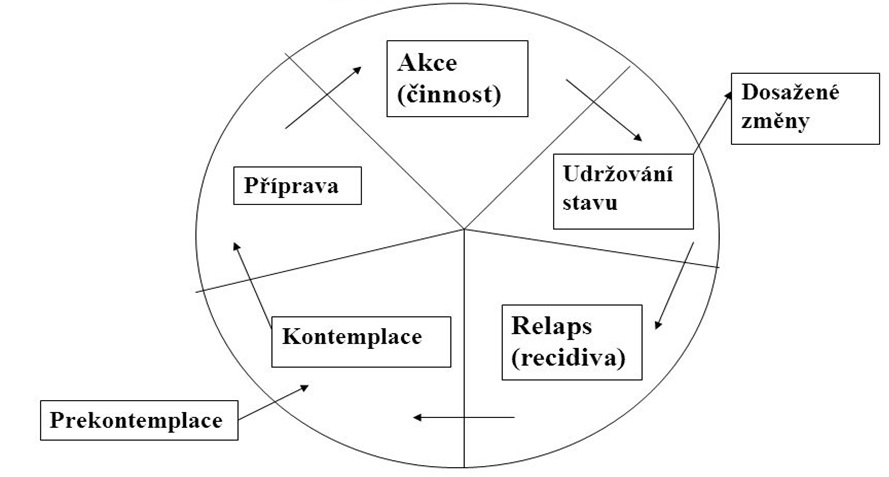 Akce
(činnost)
Dosažené
změny
Příprava
Udržování
stavu
Kontemplace
Relaps
(recidiva)
Prekontemplace